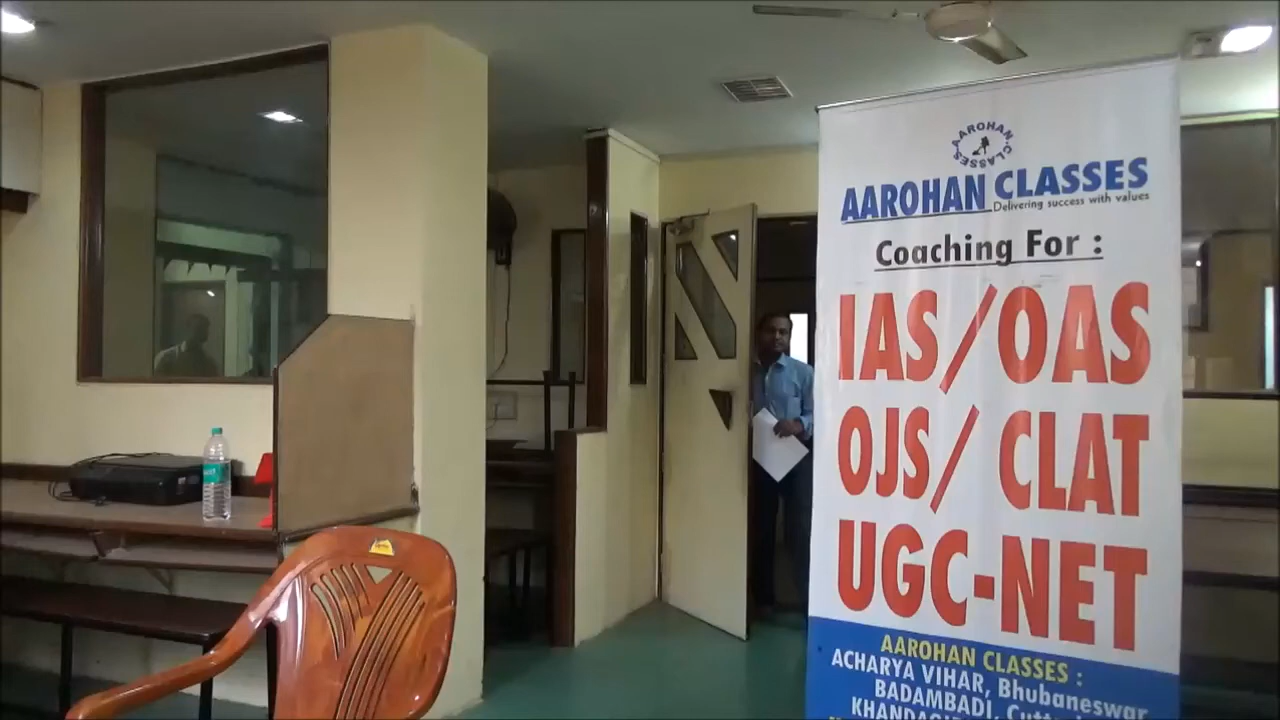 AAROHAN CLASSES
AAROHAN CLASSES
Delivering success with values
Coaching For :
IAS/OAS
OJS/ CLAT
UGC-NET
AAROHAN CLASSES :
ACHARYA VIHAR, Bhubaneswar
BADAMBADI,